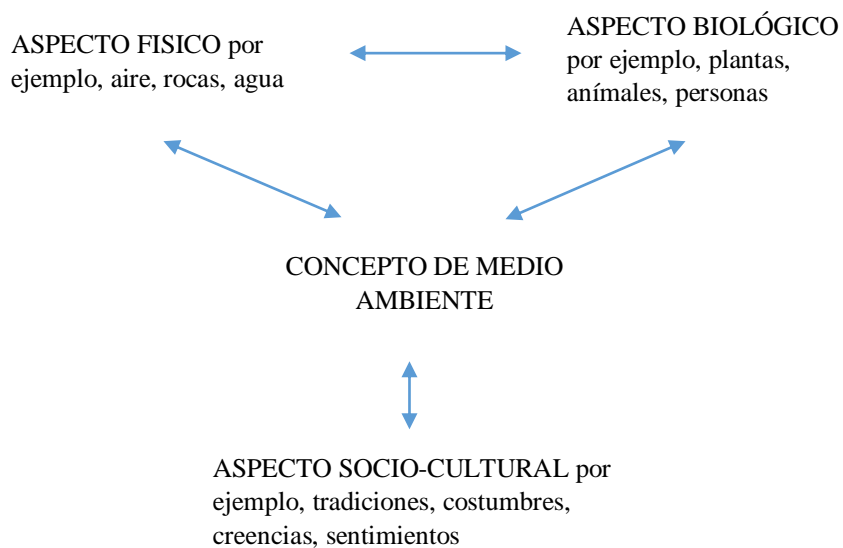 ASPECTO FISICO por
ejemplo, aire, rocas, agua
ASPECTO BIOLÓGICO
por ejemplo, plantas,
anímales, personas
CONCEPTO DE MEDIO
AMBIENTE
ASPECTO SOCIO-CULTURAL por
ejemplo, tradiciones, costumbres,
creencias, sentimientos